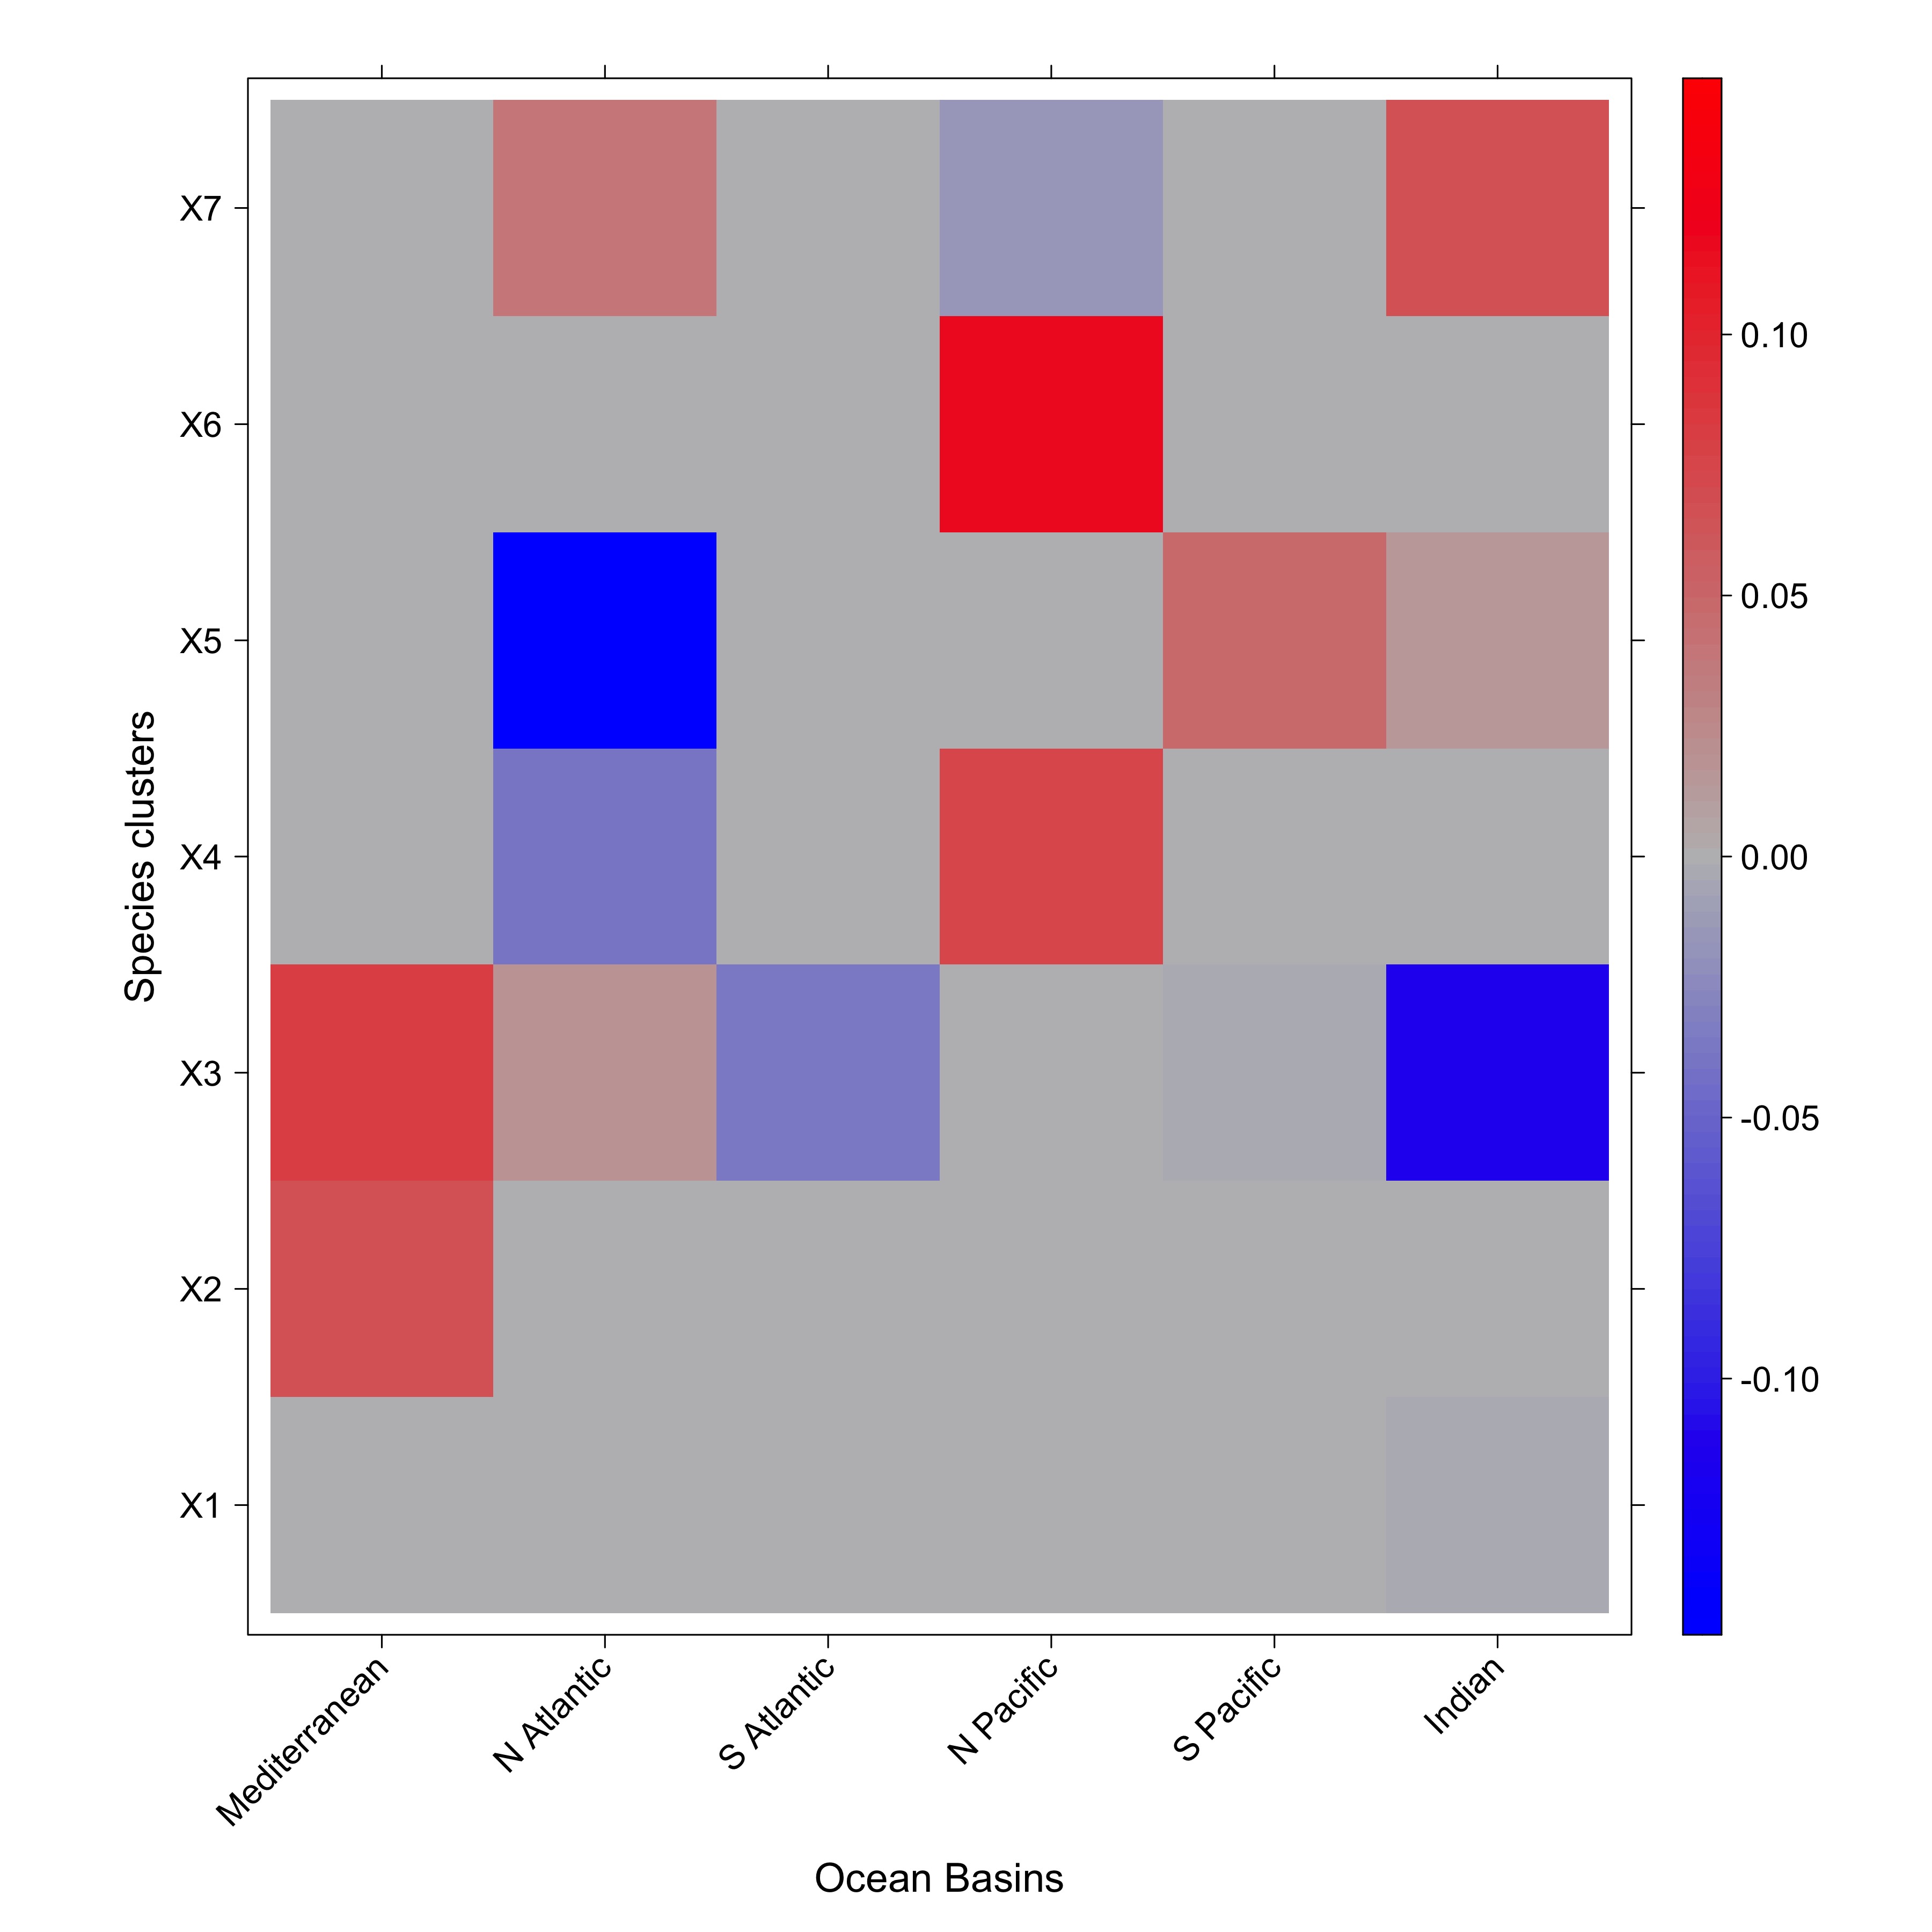 X7
X6
X5
X4
X3
X2
X1
Species clusters
Mediterranean
N Atlantic
S Atlantic
N Pacific
S Pacific
Indian
Ocean Basins
0.10
0.05
0.00
-0.05
-0.10